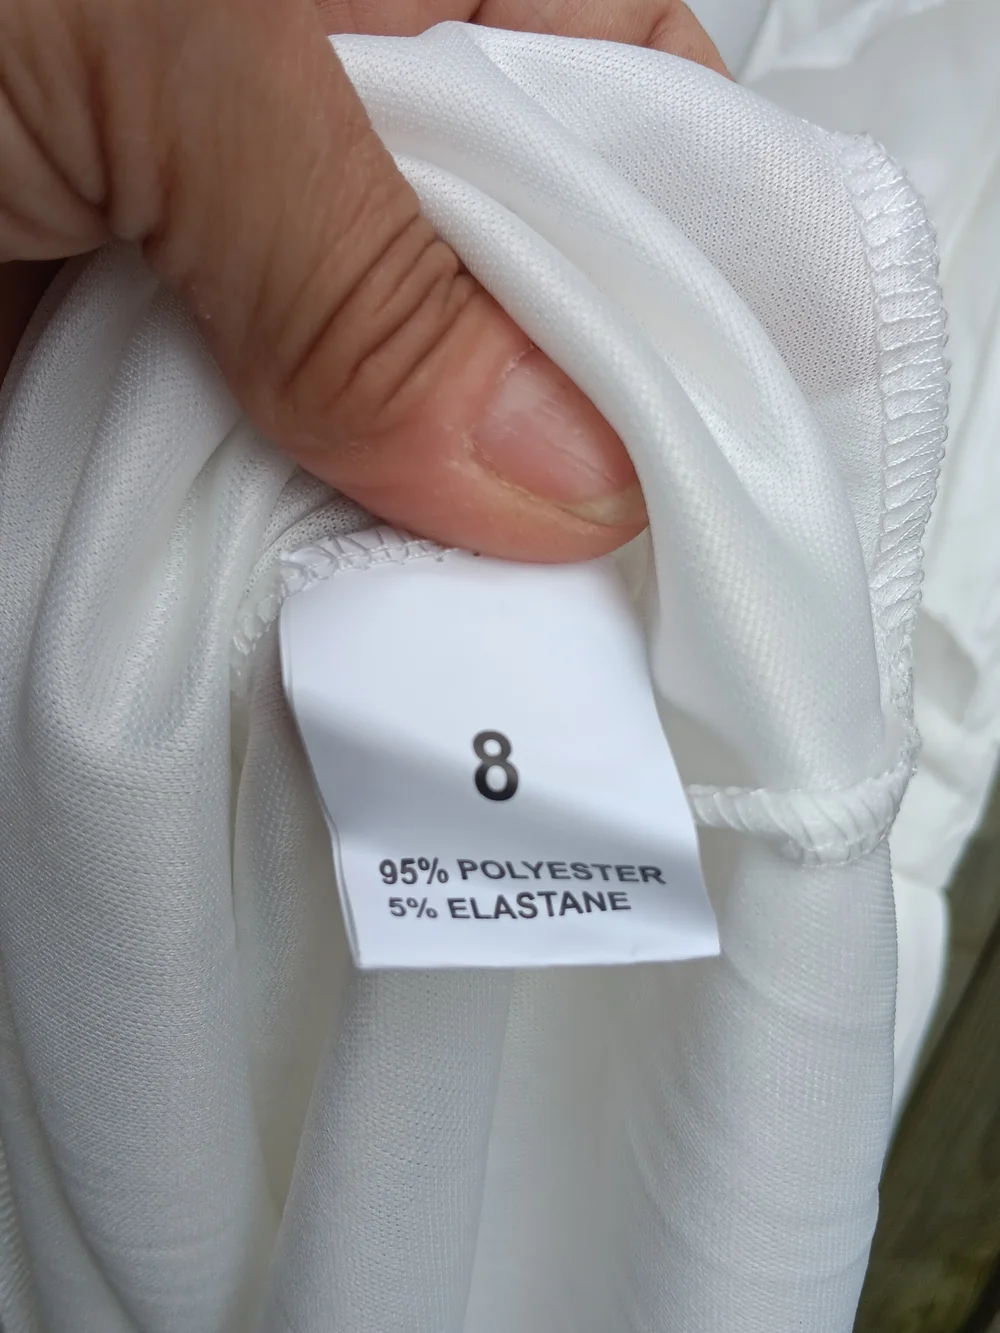 8
95% POLYESTER
5% ELASTANE